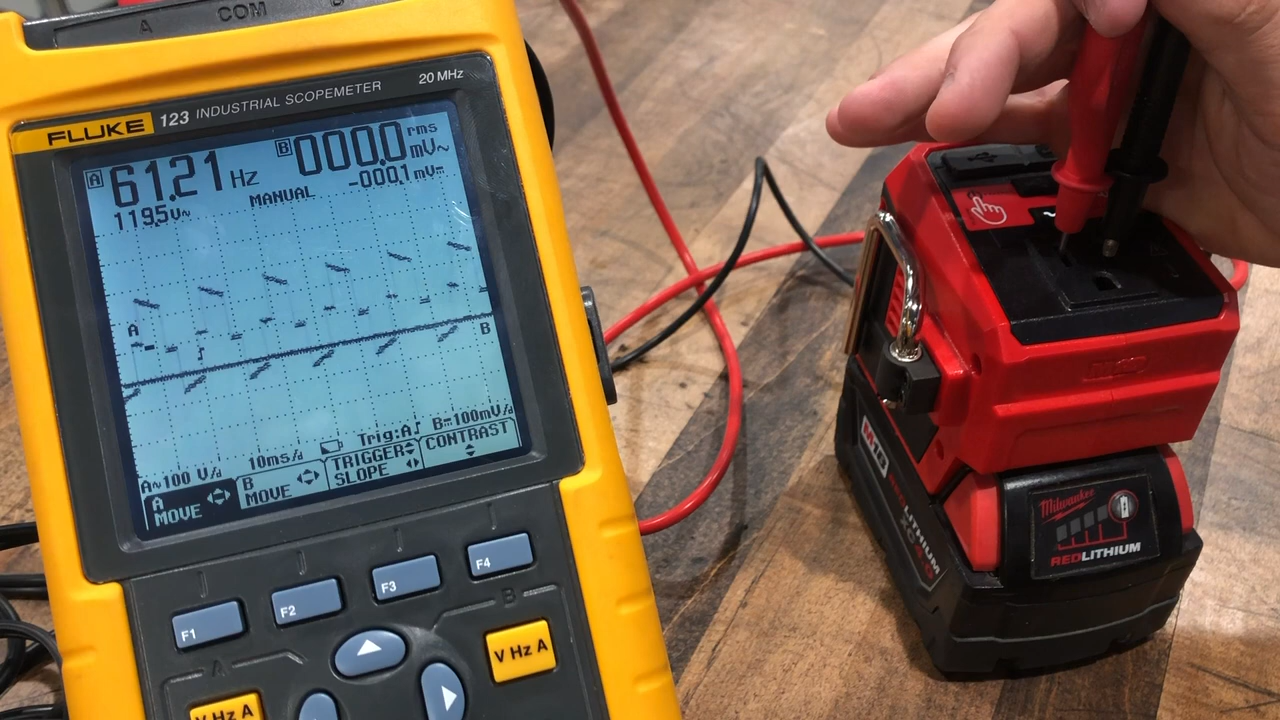 A COM B
FLUKE 123 INDUSTRIAL SCOPEMETER 20 MHz
A 61.21 Hz B 000.0 rms mV~
119.5V~ MANUAL -000.1 mV
A
B
A~100 V/d 10ms/d Trig:A B 100mV/d
A MOVE
B MOVE
TRIGGER SLOPE
CONTRAST
F1 F2 F3 F4
A
B
V Hz A
V Hz A
M18
REDLITHIUM
XC5.0
Milwaukee
REDLITHIUM